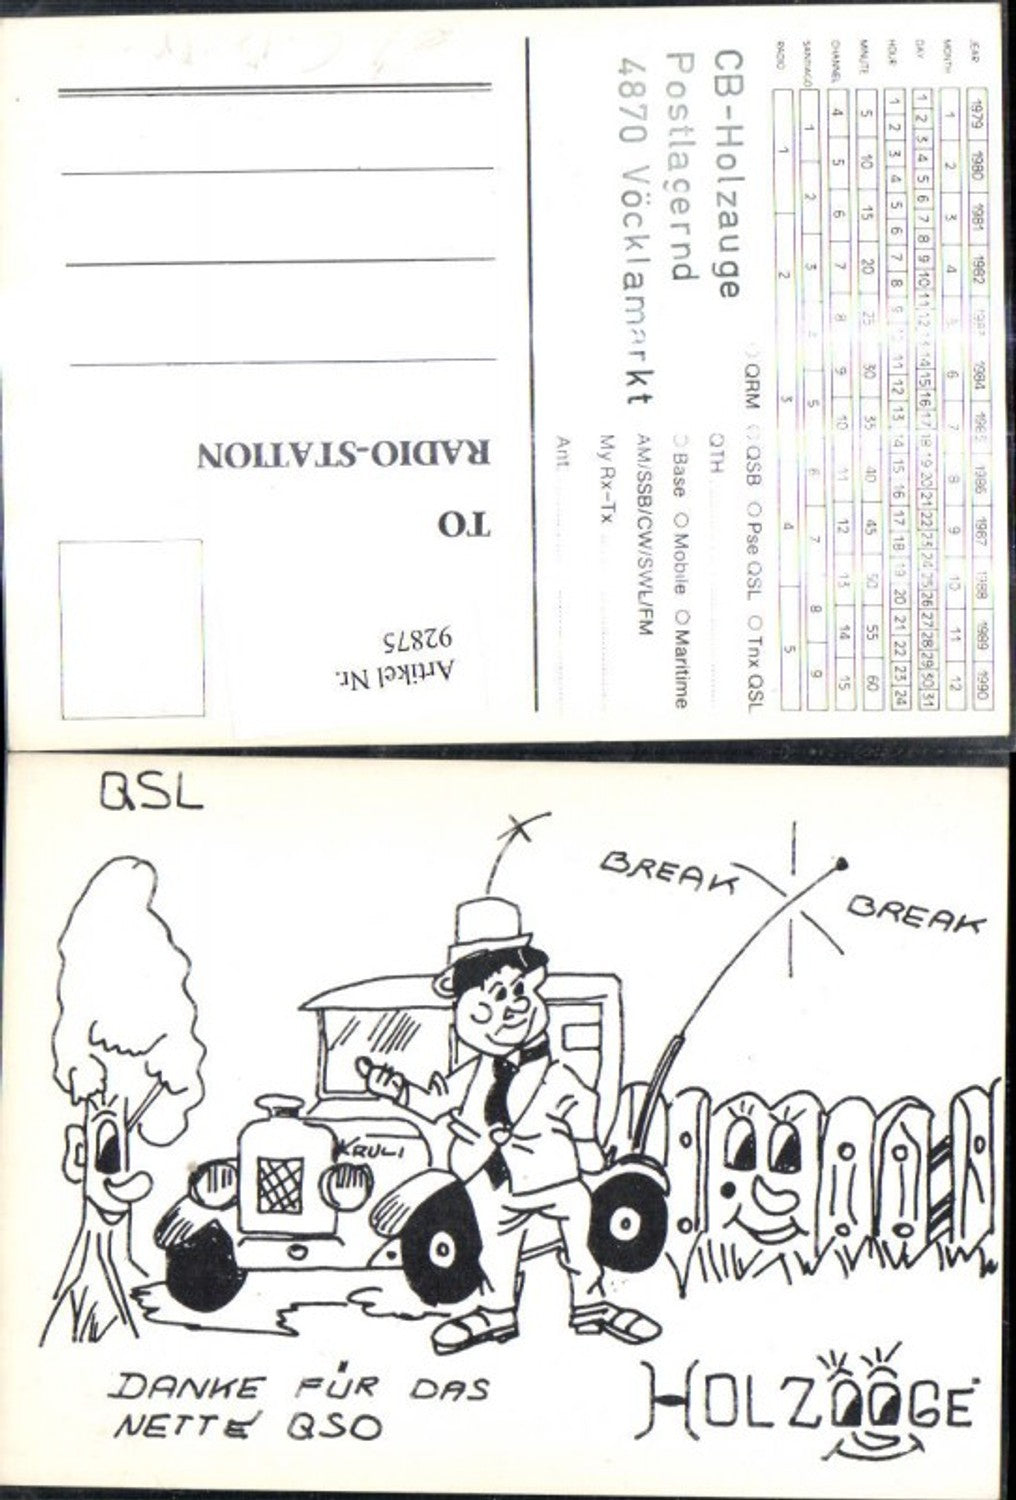 JEAR 1979 1980 1981 1982 1984 1986 1987 1988 1989 1990
MONTH 1 2 3 4 5 6 7 8 9 10 11 12
DAY 1 2 3 4 5 6 7 8 9 10 11 12 13 14 15 16 17 18 19 20 21 22 23 24 25 26 27 28 29 30 31
HOUR 1 2 3 4 5 6 7 8 9 10 11 12 13 14 15 16 17 18 19 20 21 22 23 24
MINUTE 5 10 15 20 25 30 35 40 45 50 55 60
CHANNEL 4 5 6 7 8 9 10 11 12 13 14 15
SANTIAGO 1 2 3 4 5 6 7 8 9
RADIO 1 2 3 4 5
QRM QSB Pse QSL Tnx QSL
CB-Holzauge
Postlagernd
4870 Vöcklamarkt
QTH
Base Mobile Maritime
AM/SSB/CW/SWL/FM
My Rx-Tx
Ant.
Artikel Nr.
92875
TO
RADIO-STATION
QSL
BREAK
BREAK
KRULI
DANKE FÜR DAS
NETTE QSO
HOLZOOGE